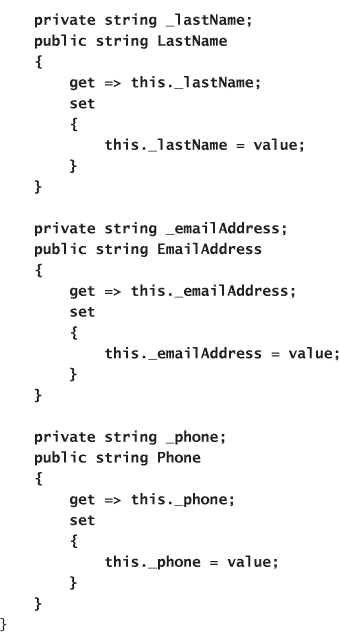 private string _lastName;
    public string LastName
    {
        get => this._lastName;
        set
        {
            this._lastName = value;
        }
    }

    private string _emailAddress;
    public string EmailAddress
    {
        get => this._emailAddress;
        set
        {
            this._emailAddress = value;
        }
    }

    private string _phone;
    public string Phone
    {
        get => this._phone;
        set
        {
            this._phone = value;
        }
    }
}